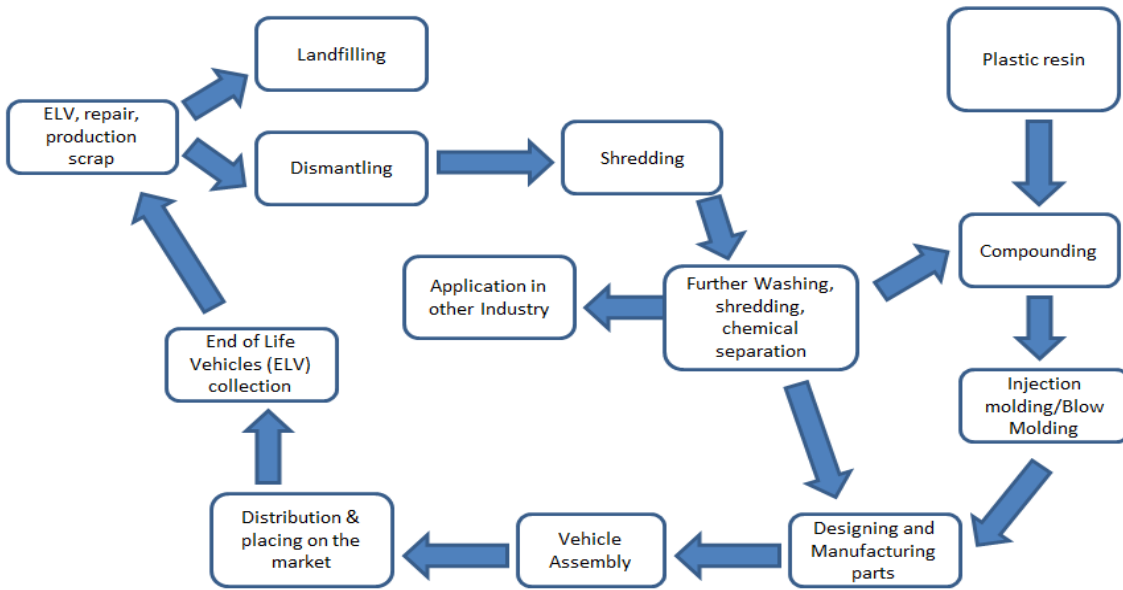 Landfilling
Plastic resin
ELV, repair,
production
scrap
Dismantling
Shredding
Compounding
Application in
other Industry
Further Washing,
shredding,
chemical
separation
End of Life
Vehicles (ELV)
collection
Injection
molding/Blow
Molding
Distribution &
placing on the
market
Vehicle
Assembly
Designing and
Manufacturing
parts